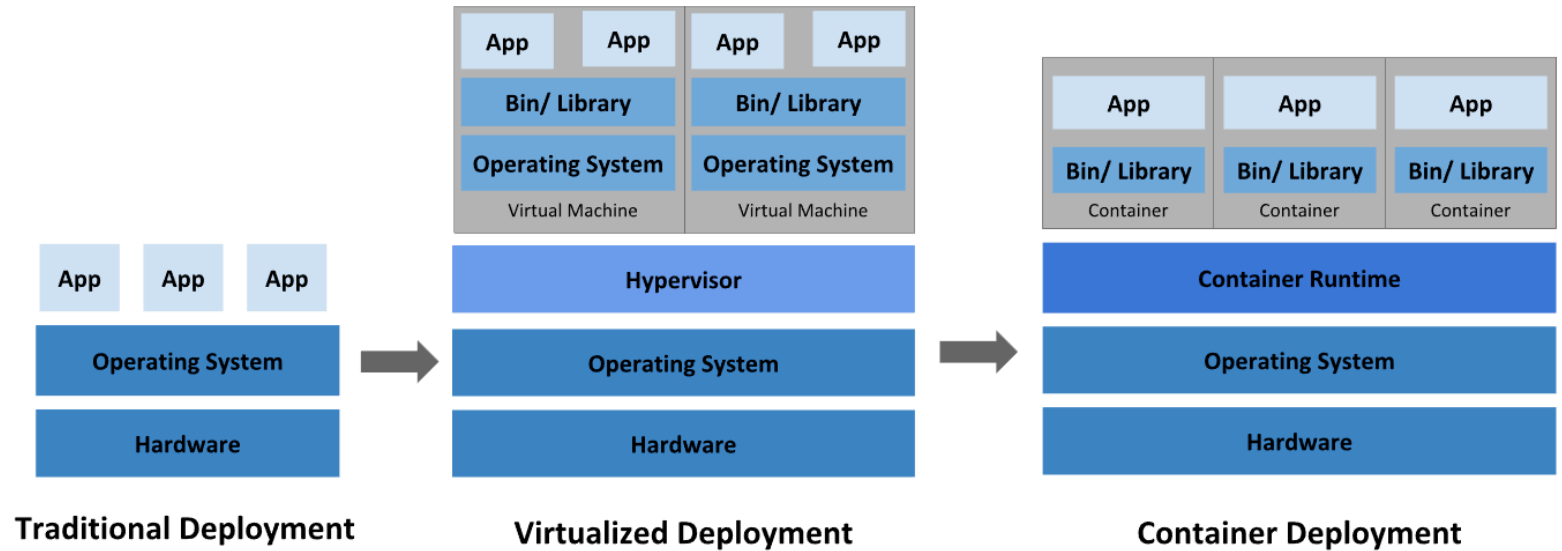 App
App
App
Operating System
Hardware
Traditional Deployment
App
App
Bin/ Library
Operating System
Virtual Machine
App
App
Bin/ Library
Operating System
Virtual Machine
Hypervisor
Operating System
Hardware
Virtualized Deployment
App
Bin/ Library
Container
App
Bin/ Library
Container
App
Bin/ Library
Container
Container Runtime
Operating System
Hardware
Container Deployment